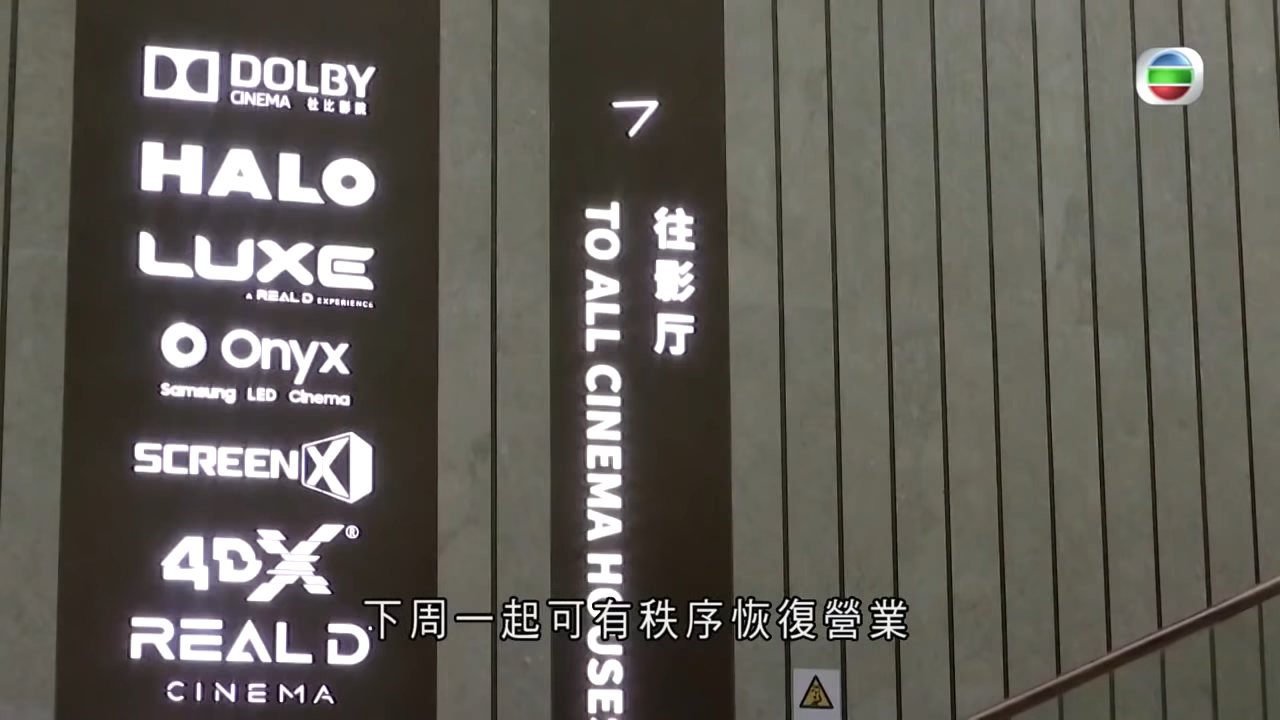 DOLBY
CINEMA 杜比影院
HALO
LUXE
A REAL D EXPERIENCE
Onyx
Samsung LED Cinema
SCREENX
4DX®
REAL D
CINEMA
往影厅
TO ALL CINEMA HOUSES
下周一起可有秩序恢復營業